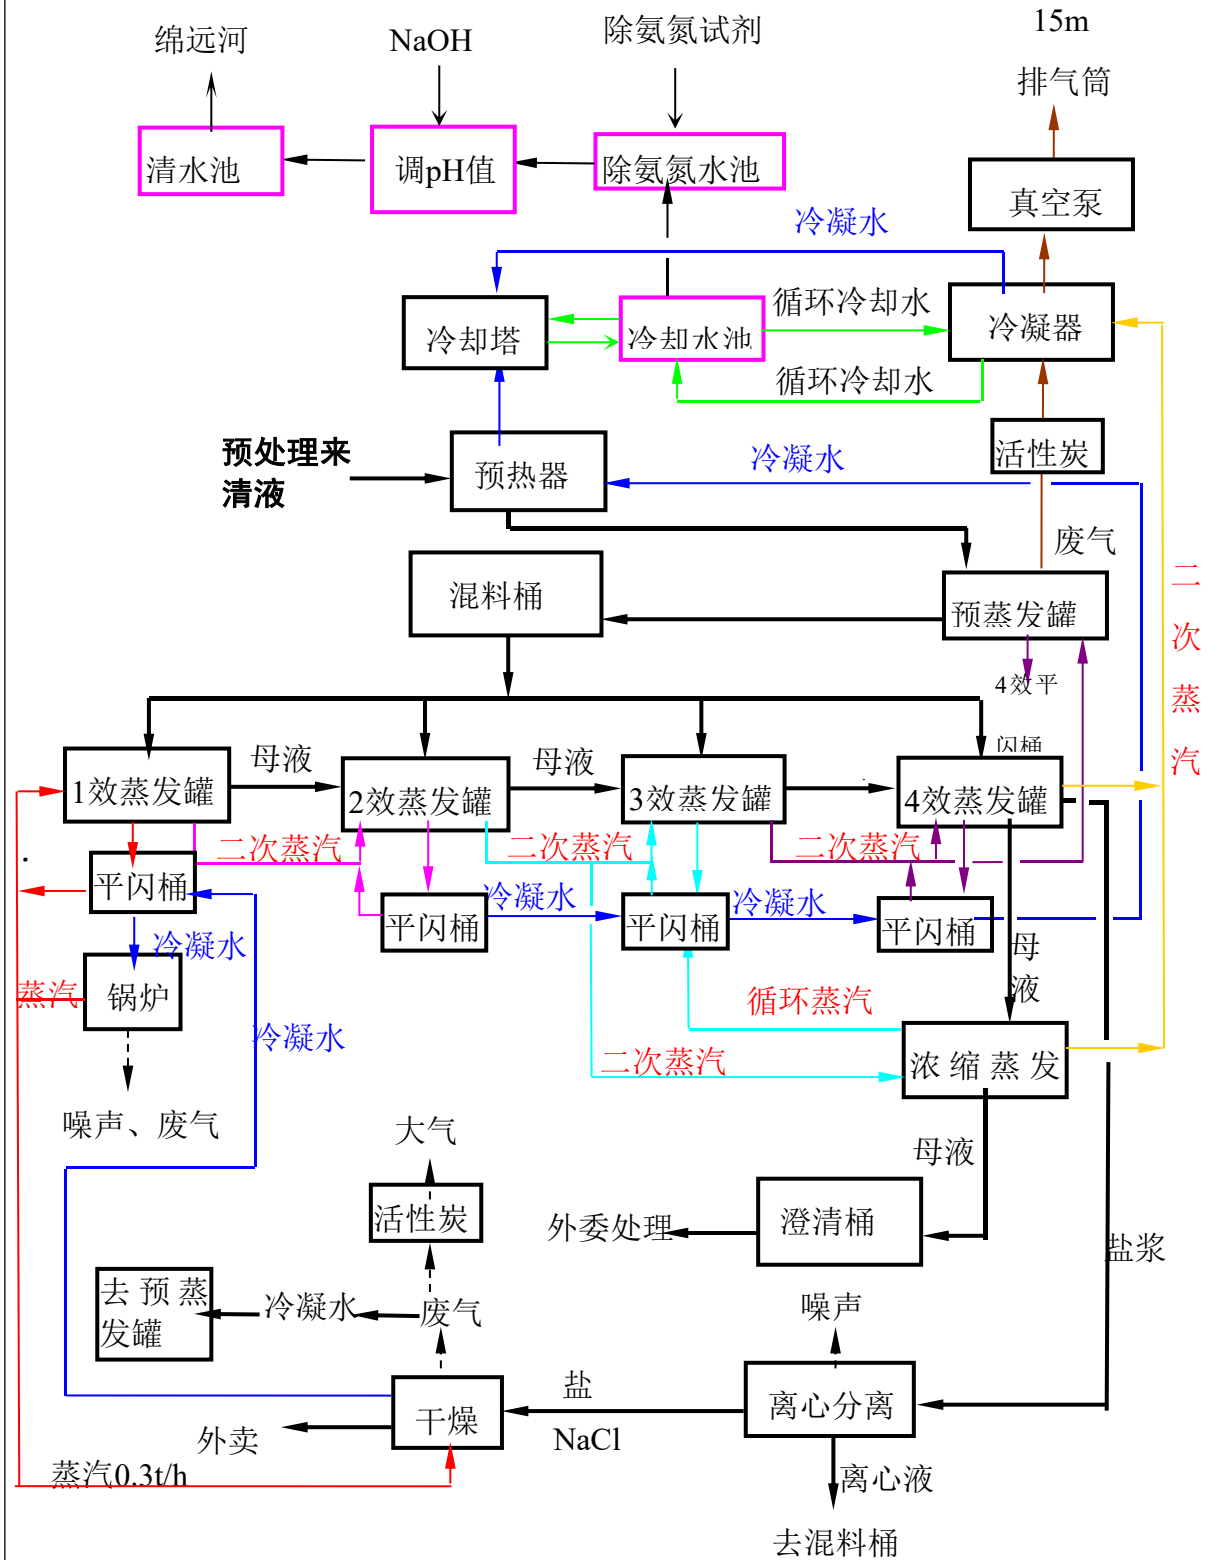 绵远河
NaOH
除氨氮试剂
15m
排气筒
清水池
调pH值
除氨氮水池
真空泵
冷凝水
冷却塔
冷却水池
循环冷却水
冷凝器
循环冷却水
预处理来
清液
预热器
冷凝水
活性炭
废气
混料桶
预蒸发罐
二
次
蒸
汽
4效平
闪桶
1效蒸发罐
母液
2效蒸发罐
母液
3效蒸发罐
4效蒸发罐
二次蒸汽
二次蒸汽
二次蒸汽
平闪桶
平闪桶
冷凝水
平闪桶
冷凝水
平闪桶
冷凝水
母
液
蒸汽
锅炉
循环蒸汽
冷凝水
二次蒸汽
浓缩蒸发
噪声、废气
大气
母液
活性炭
外委处理
澄清桶
盐浆
去预蒸
发罐
冷凝水
废气
噪声
盐
干燥
离心分离
外卖
NaCl
蒸汽0.3t/h
离心液
去混料桶